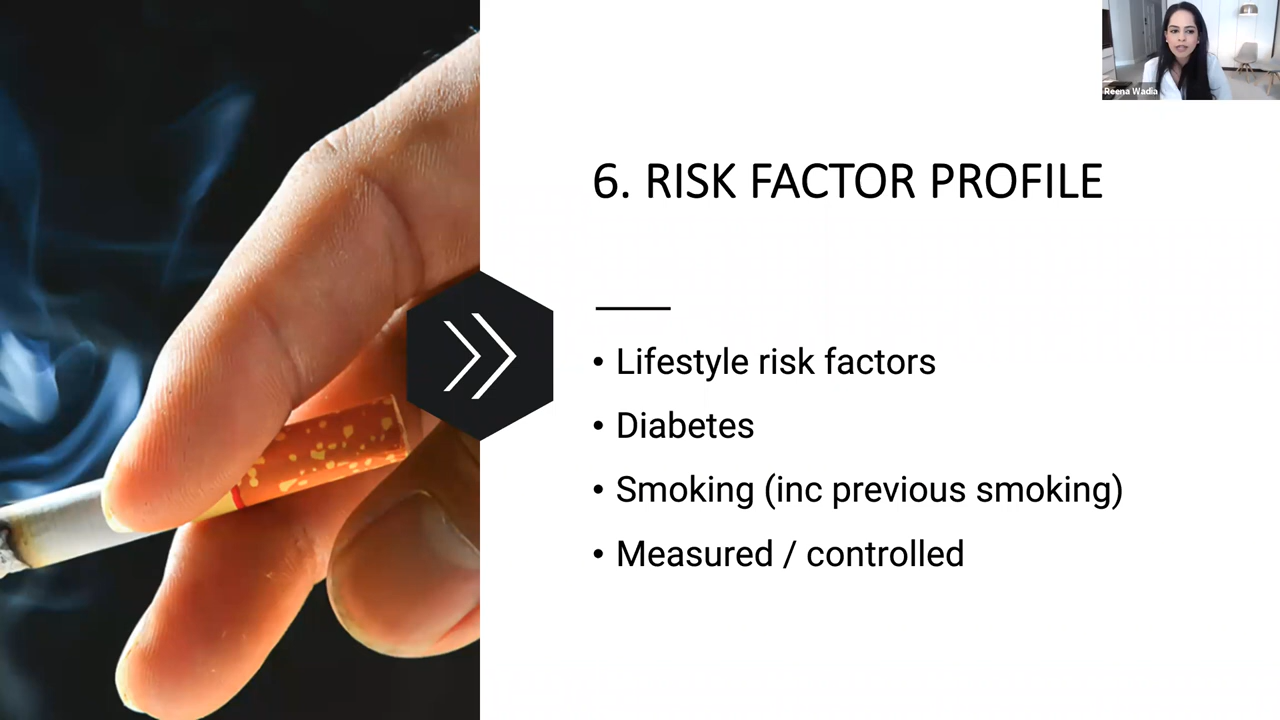 Reena Wadia
6. RISK FACTOR PROFILE
• Lifestyle risk factors
• Diabetes
• Smoking (inc previous smoking)
• Measured / controlled